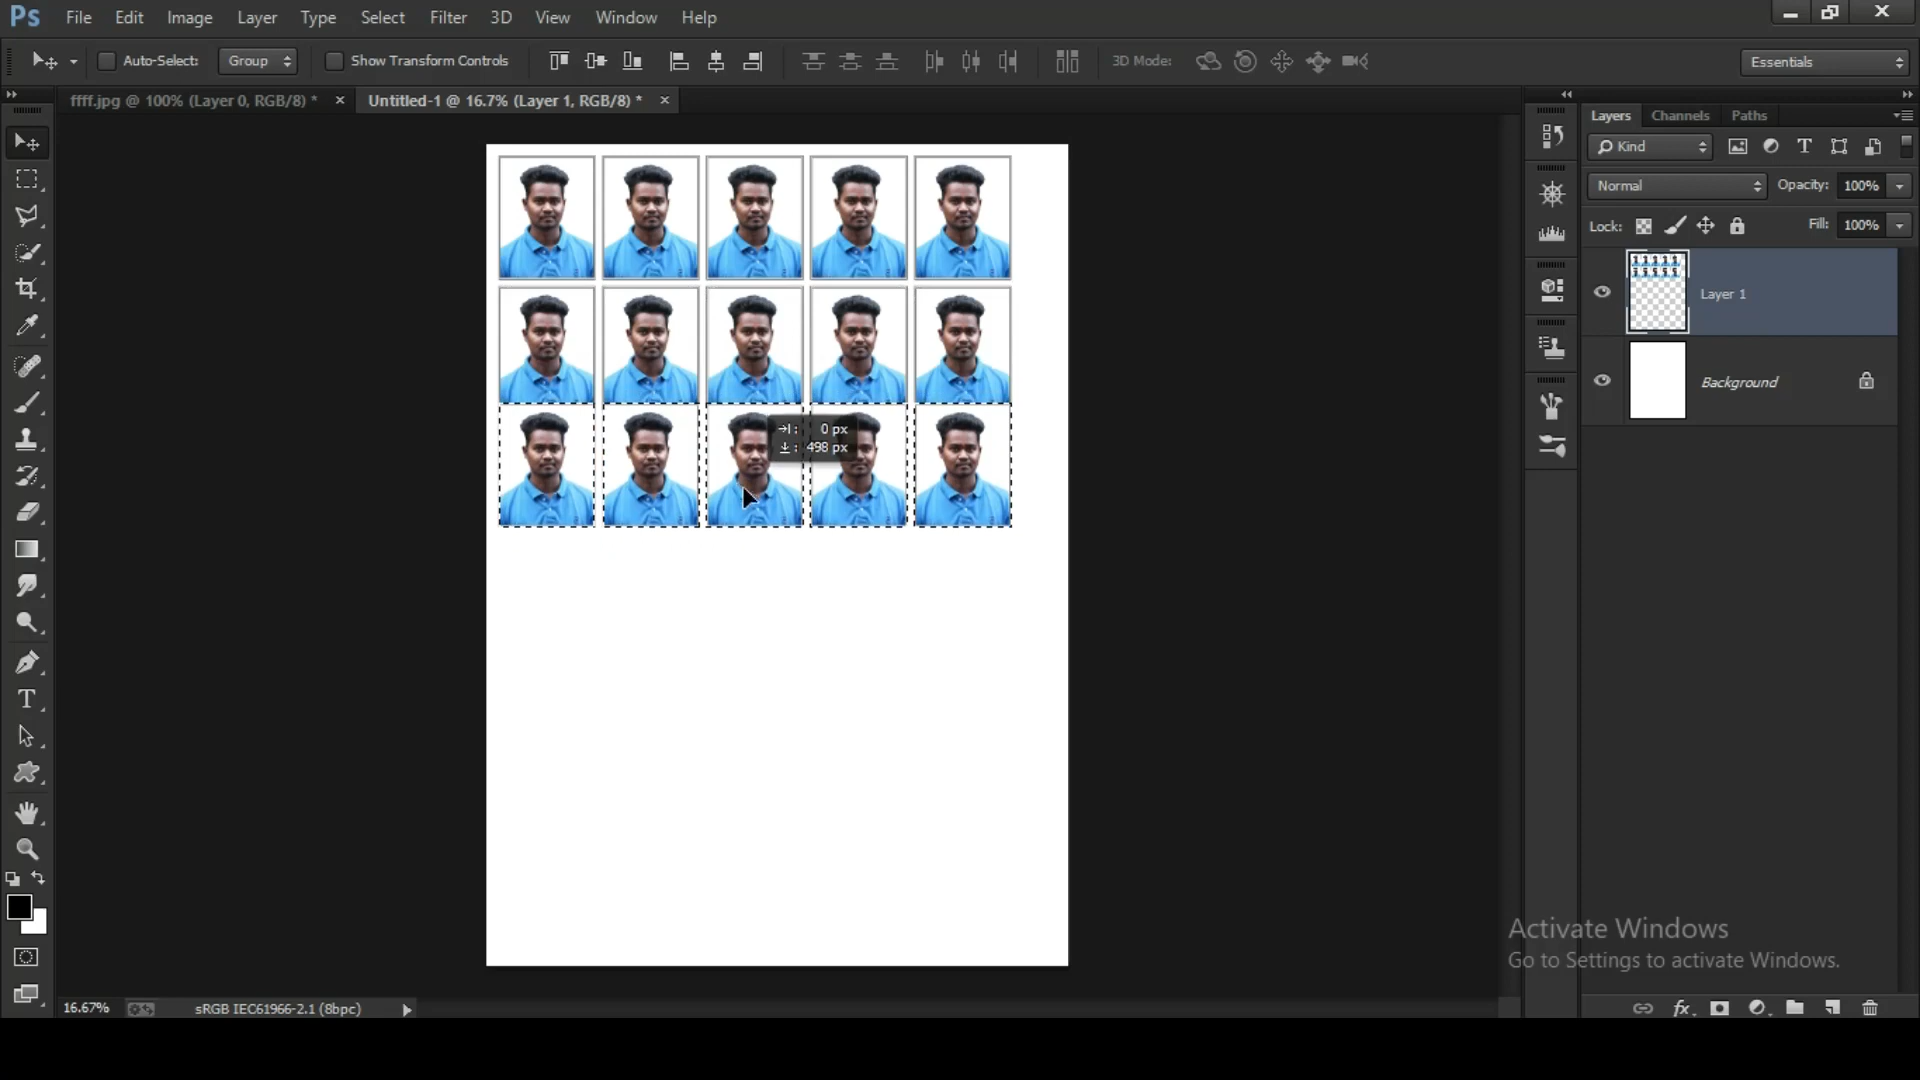 Ps File Edit Image Layer Type Select Filter 3D View Window Help
Auto-Select: Group Show Transform Controls 3D Mode: Essentials
ffff.jpg @ 100% (Layer 0, RGB/8) * × Untitled-1 @ 16.7% (Layer 1, RGB/8) * ×
Layers Channels Paths
Kind
Normal Opacity: 100%
Lock: Fill: 100%
Layer 1
Background
0 px
498 px
T
Activate Windows
Go to Settings to activate Windows.
16.67% sRGB IEC61966-2.1 (8bpc)
fx